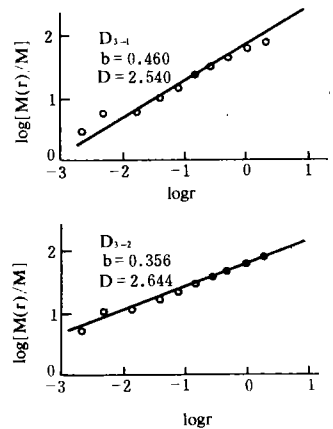 log[M(r)/M]
2
1
0
D₃₋₁
b = 0.460
D = 2.540
-3 -2 -1 0 1
logr
log[M(r)/M]
2
1
0
D₃₋₂
b = 0.356
D = 2.644
-3 -2 -1 0 1
logr